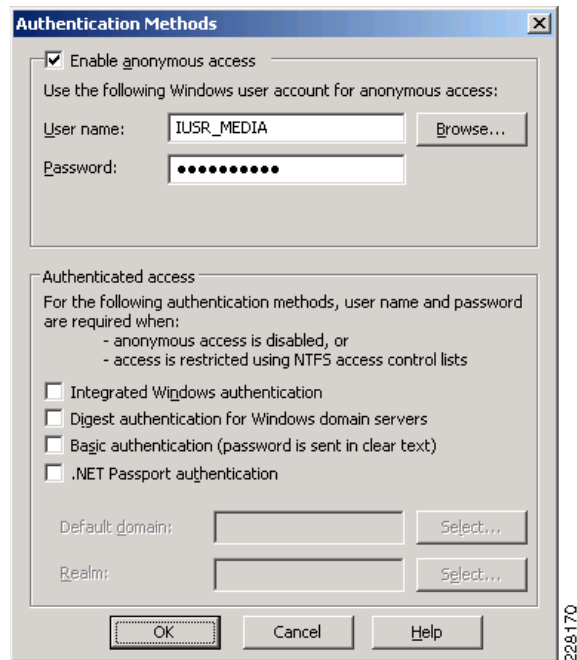 Authentication Methods
Enable anonymous access
Use the following Windows user account for anonymous access:
User name: IUSR_MEDIA Browse...
Password: ●●●●●●●●●●
Authenticated access
For the following authentication methods, user name and password
are required when:
- anonymous access is disabled, or
- access is restricted using NTFS access control lists
Integrated Windows authentication
Digest authentication for Windows domain servers
Basic authentication (password is sent in clear text)
.NET Passport authentication
Default domain: Select...
Realm: Select...
OK Cancel Help
228170